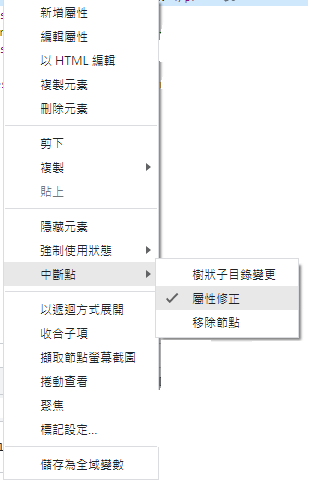 新增屬性
編輯屬性
以 HTML 編輯
複製元素
刪除元素
剪下
複製
貼上
隱藏元素
強制使用狀態
中斷點
樹狀子目錄變更
屬性修正
移除節點
以遞迴方式展開
收合子項
擷取節點螢幕截圖
捲動查看
聚焦
標記設定...
儲存為全域變數